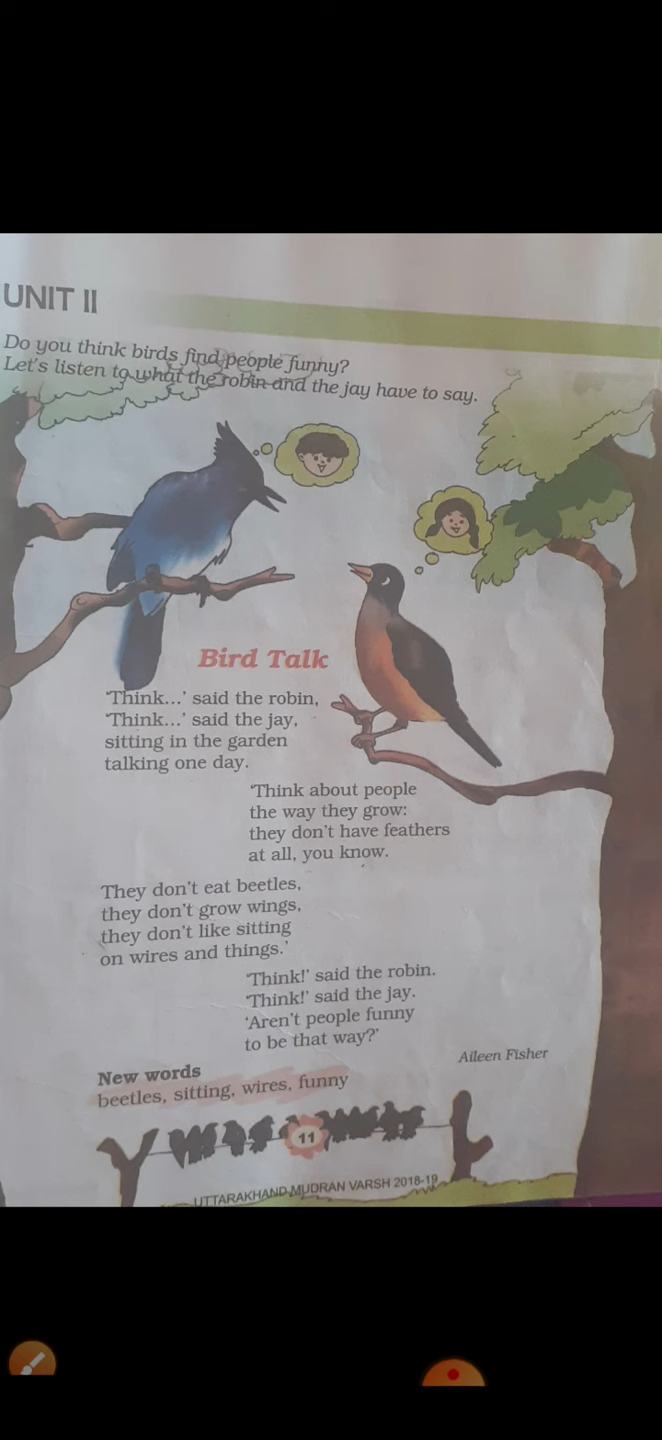 UNIT II
Do you think birds find people funny?
Let's listen to what the robin and the jay have to say.
Bird Talk
'Think...' said the robin,
'Think...' said the jay,
sitting in the garden
talking one day.
'Think about people
the way they grow:
they don't have feathers
at all, you know.
They don't eat beetles,
they don't grow wings,
they don't like sitting
on wires and things.'
'Think!' said the robin.
'Think!' said the jay.
'Aren't people funny
to be that way?'
Aileen Fisher
New words
beetles, sitting, wires, funny
11
UTTARAKHAND MUDRAN VARSH 2018-19